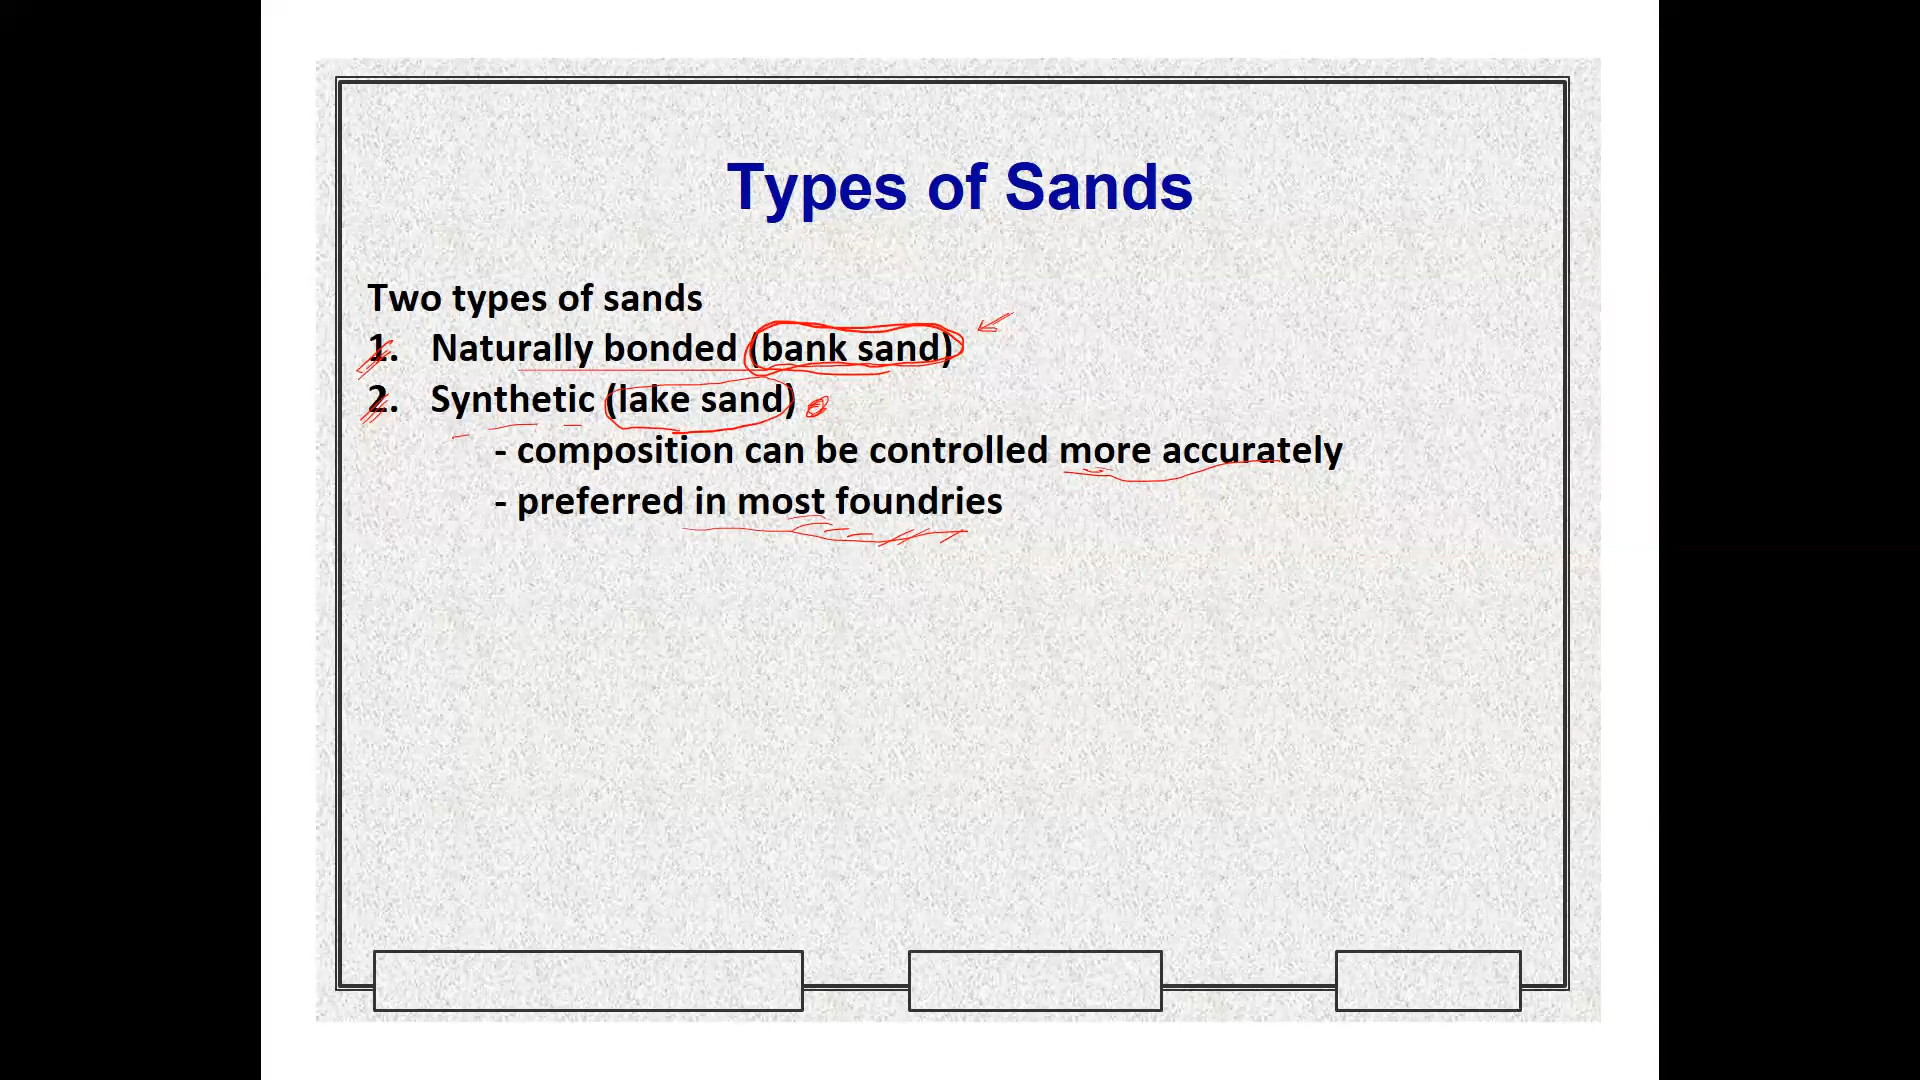 Types of Sands
Two types of sands
1. Naturally bonded (bank sand)
2. Synthetic (lake sand)
- composition can be controlled more accurately
- preferred in most foundries